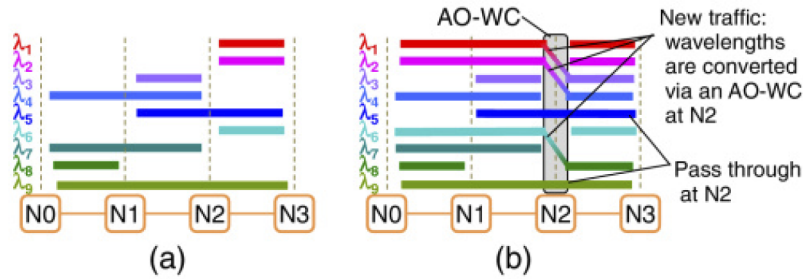 AO-WC
New traffic:
wavelengths
are converted
via an AO-WC
at N2
Pass through
at N2
λ1
λ2
λ3
λ4
λ5
λ6
λ7
λ8
λ9
N0 N1 N2 N3
(a)
λ1
λ2
λ3
λ4
λ5
λ6
λ7
λ8
λ9
N0 N1 N2 N3
(b)